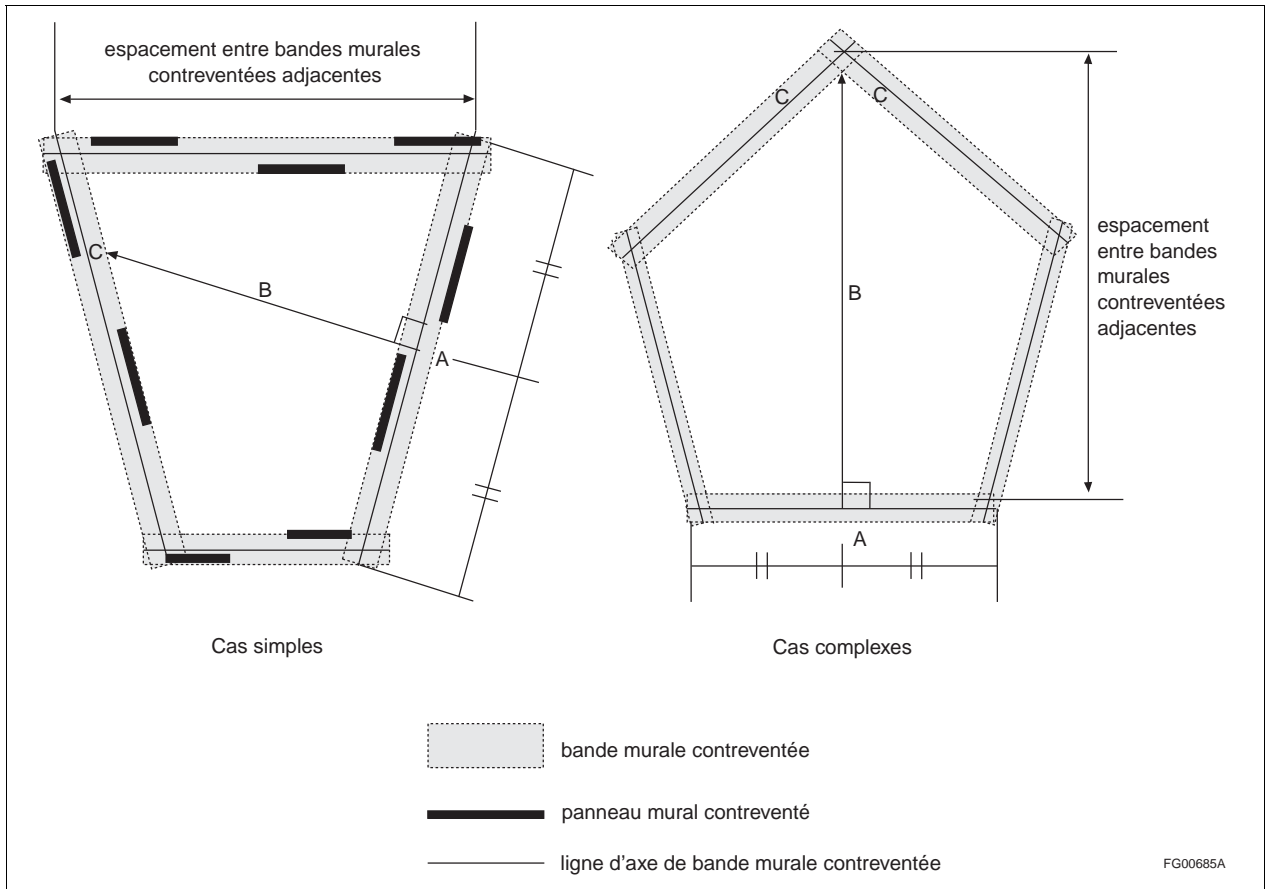 espacement entre bandes murales
contreventées adjacentes
C
B
A
Cas simples
C
C
B
A
espacement
entre bandes
murales
contreventées
adjacentes
Cas complexes
bande murale contreventée
panneau mural contreventé
ligne d'axe de bande murale contreventée
FG00685A